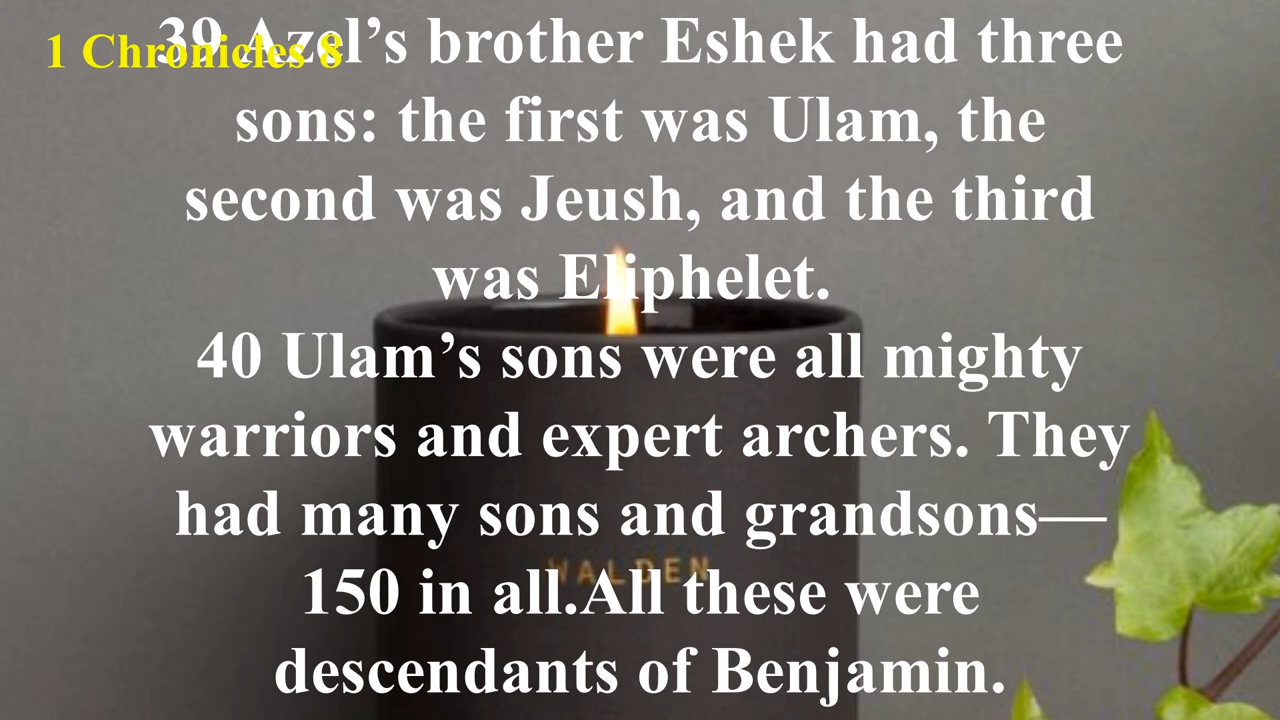 1 Chronicles 8
39 Azel’s brother Eshek had three
sons: the first was Ulam, the
second was Jeush, and the third
was Eliphelet.
40 Ulam’s sons were all mighty
warriors and expert archers. They
had many sons and grandsons—
WALDEN
150 in all.All these were
descendants of Benjamin.